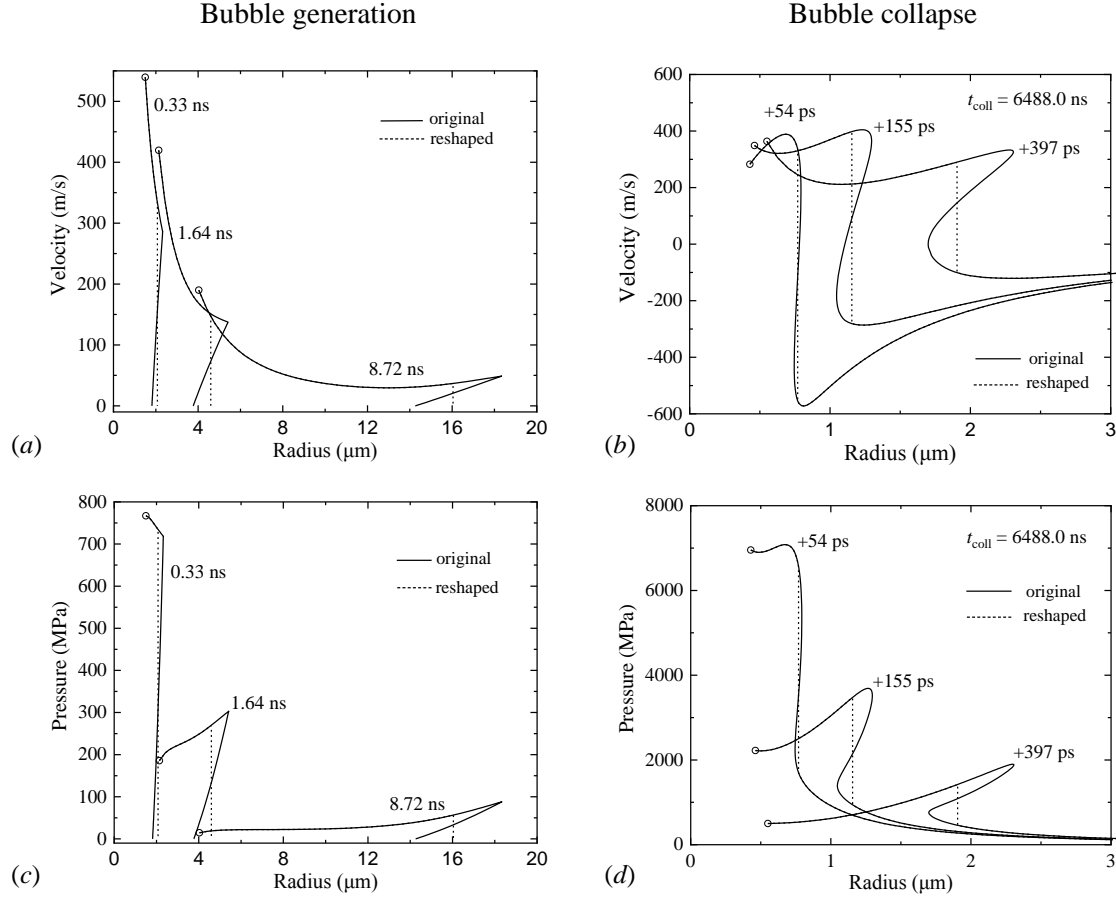 Bubble generation
Bubble collapse
0.33 ns
1.64 ns
8.72 ns
original
reshaped
500
400
300
200
100
0
Velocity (m/s)
0 4 8 12 16 20
Radius (μm)
(a)
+54 ps
+155 ps
+397 ps
tcoll = 6488.0 ns
original
reshaped
600
400
200
0
-200
-400
-600
Velocity (m/s)
0 1 2 3
Radius (μm)
(b)
0.33 ns
1.64 ns
8.72 ns
original
reshaped
800
700
600
500
400
300
200
100
0
Pressure (MPa)
0 4 8 12 16 20
Radius (μm)
(c)
+54 ps
+155 ps
+397 ps
tcoll = 6488.0 ns
original
reshaped
8000
6000
4000
2000
0
Pressure (MPa)
0 1 2 3
Radius (μm)
(d)